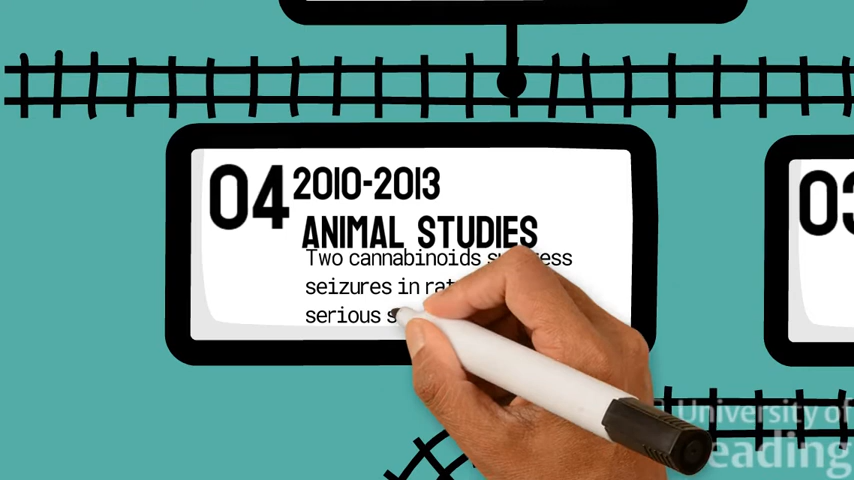 04 2010-2013
ANIMAL STUDIES
Two cannabinoids
seizures in
serious
03
University of
eading